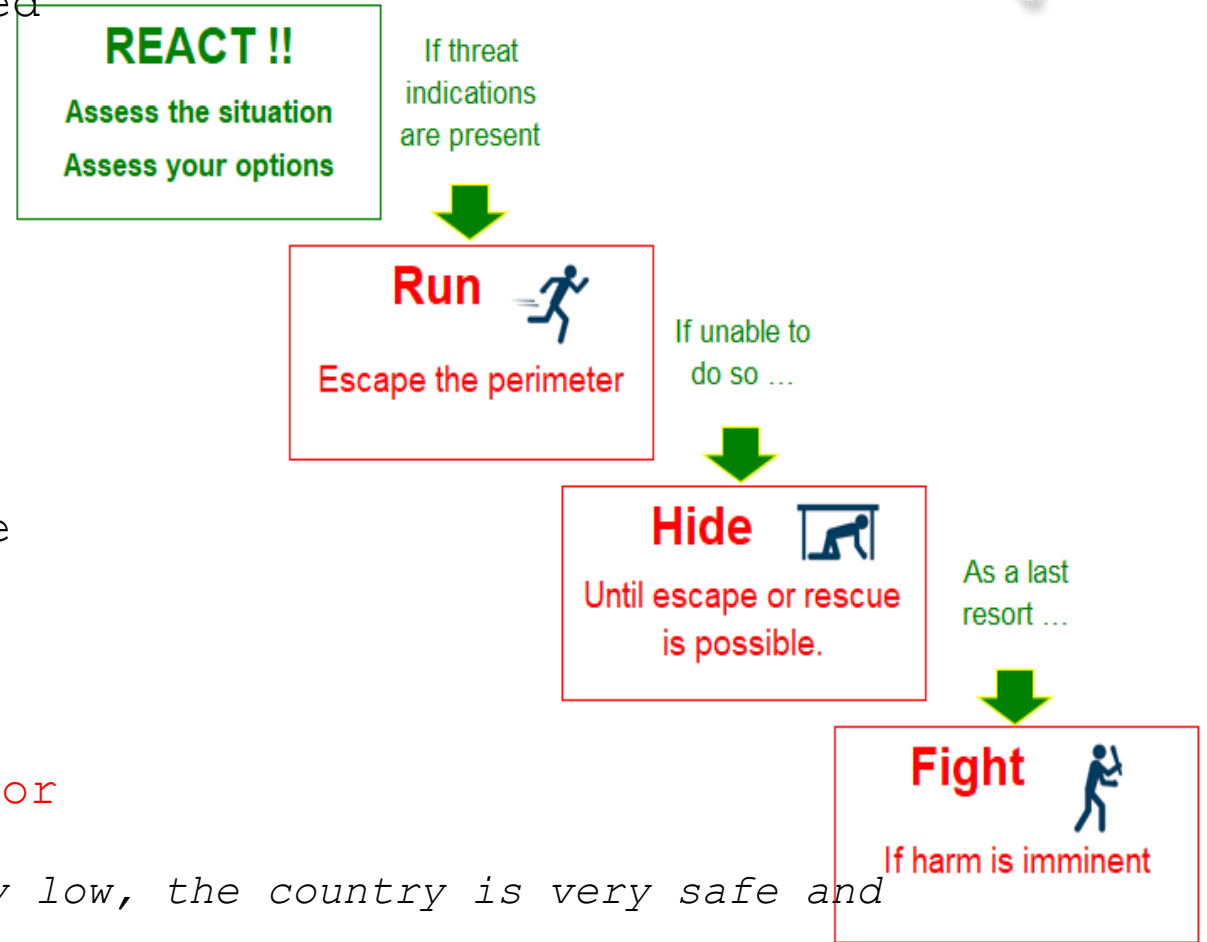 ed
REACT !!
Assess the situation
Assess your options
If threat
indications
are present
Run
Escape the perimeter
If unable to
do so ...
e
Hide
Until escape or rescue
is possible.
As a last
resort ...
or
Fight
If harm is imminent
low, the country is very safe and